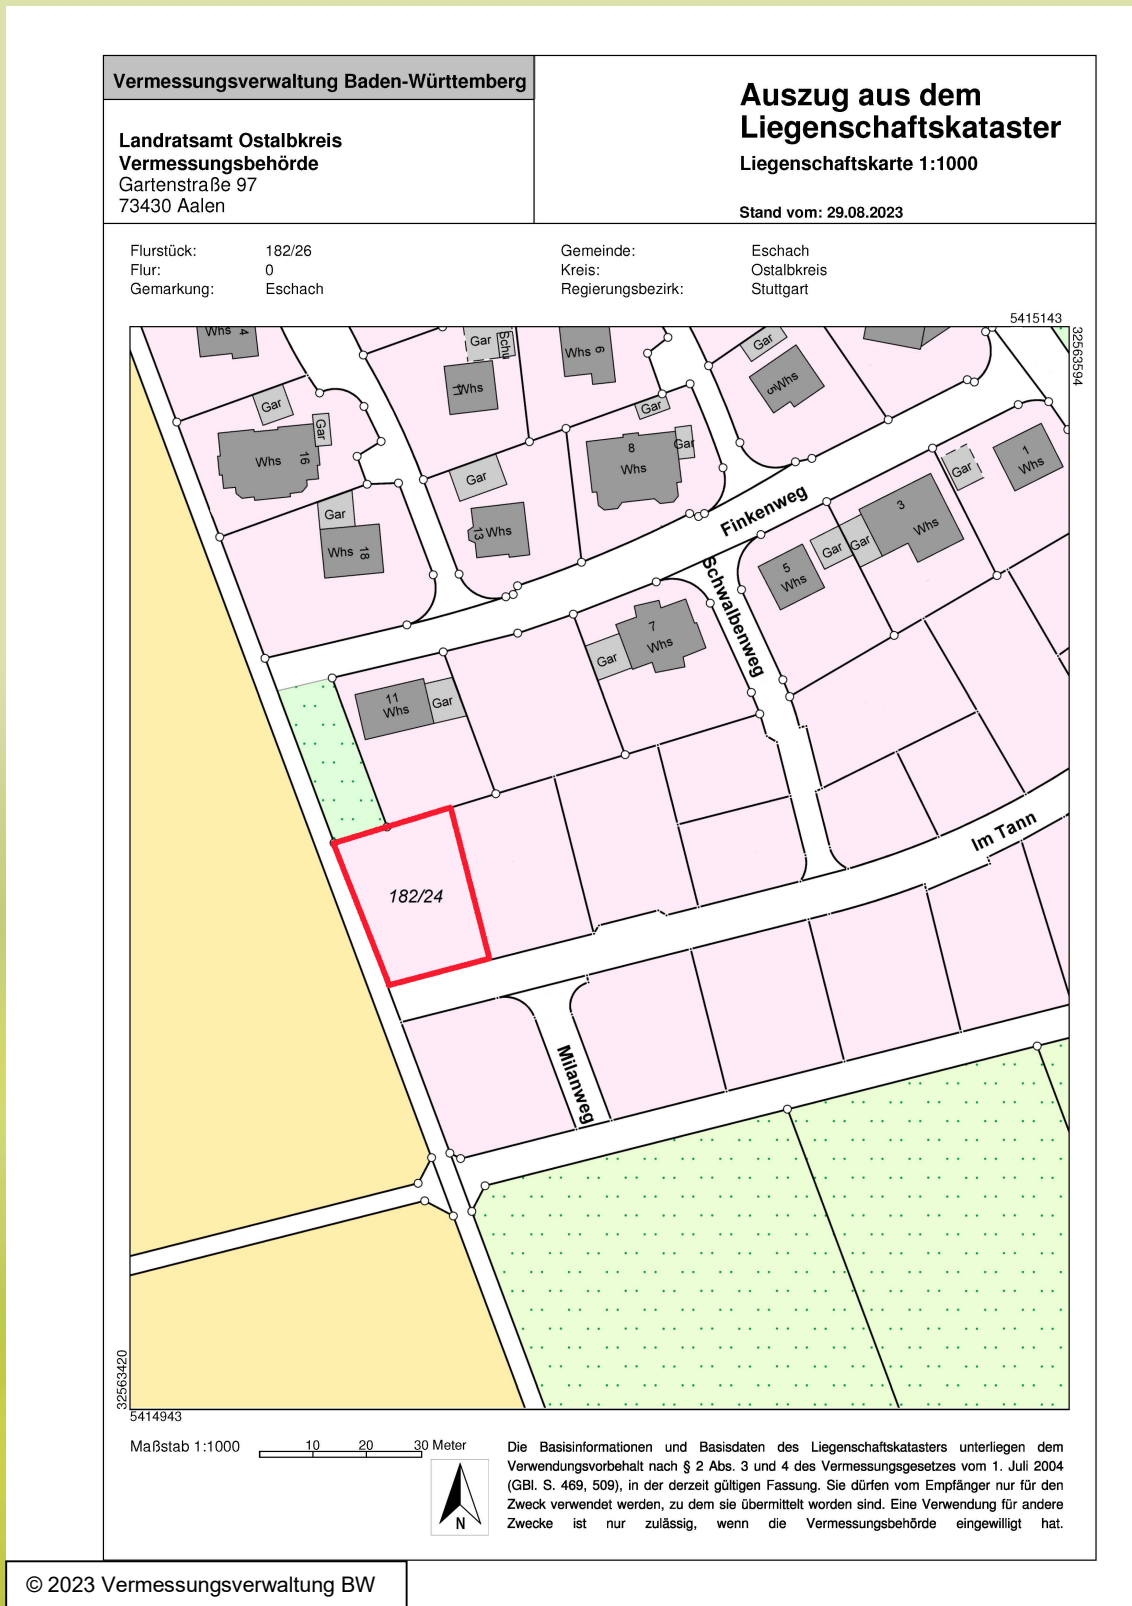 Vermessungsverwaltung Baden-Württemberg
Landratsamt Ostalbkreis
Vermessungsbehörde
Gartenstraße 97
73430 Aalen
Auszug aus dem
Liegenschaftskataster
Liegenschaftskarte 1:1000
Stand vom: 29.08.2023
Flurstück: 182/26
Flur: 0
Gemarkung: Eschach
Gemeinde: Eschach
Kreis: Ostalbkreis
Regierungsbezirk: Stuttgart
5415143
32563594
Whs 4
Gar
Schu
Whs 6
Gar
Whs
Whs
Gar
Gar
Whs 16
Gar
8
Whs
Gar
Gar
1
Whs
Gar
Gar
13 Whs
Finkenweg
3
Whs
Gar
Whs 18
Gar
Gar
5
Whs
Schwalbenweg
7
Whs
Gar
11
Whs
Gar
Im Tann
182/24
Milanweg
32563420
5414943
Maßstab 1:1000
10 20 30 Meter
N
Die Basisinformationen und Basisdaten des Liegenschaftskatasters unterliegen dem
Verwendungsvorbehalt nach § 2 Abs. 3 und 4 des Vermessungsgesetzes vom 1. Juli 2004
(GBl. S. 469, 509), in der derzeit gültigen Fassung. Sie dürfen vom Empfänger nur für den
Zweck verwendet werden, zu dem sie übermittelt worden sind. Eine Verwendung für andere
Zwecke ist nur zulässig, wenn die Vermessungsbehörde eingewilligt hat.
© 2023 Vermessungsverwaltung BW